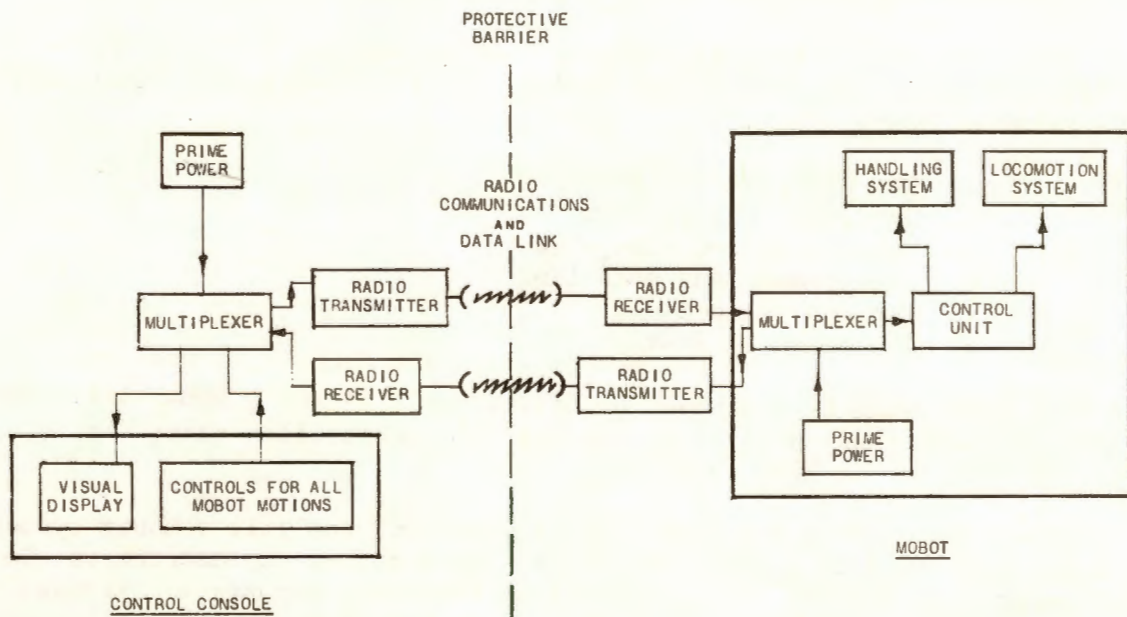 PROTECTIVE
BARRIER
PRIME
POWER
RADIO
COMMUNICATIONS
AND
DATA LINK
HANDLING
SYSTEM
LOCOMOTION
SYSTEM
MULTIPLEXER
RADIO
TRANSMITTER
RADIO
RECEIVER
MULTIPLEXER
CONTROL
UNIT
RADIO
RECEIVER
RADIO
TRANSMITTER
PRIME
POWER
VISUAL
DISPLAY
CONTROLS FOR ALL
MOBOT MOTIONS
MOBOT
CONTROL CONSOLE